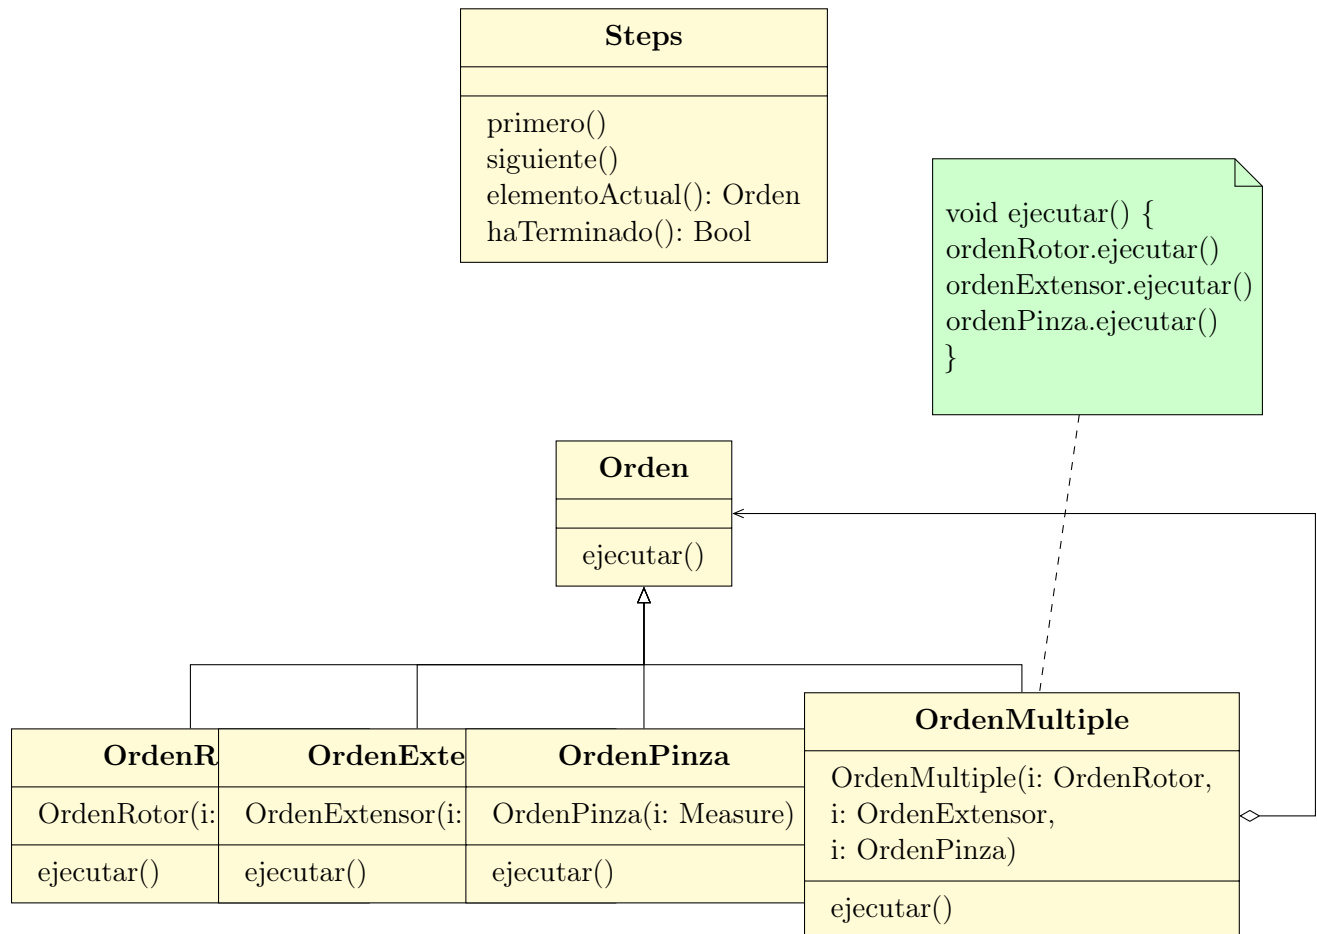 Steps
primero()
siguiente()
elementoActual(): Orden
haTerminado(): Bool
void ejecutar() {
ordenRotor.ejecutar()
ordenExtensor.ejecutar()
ordenPinza.ejecutar()
}
Orden
ejecutar()
OrdenR
OrdenRotor(i:
ejecutar()
OrdenExte
OrdenExtensor(i:
ejecutar()
OrdenPinza
OrdenPinza(i: Measure)
ejecutar()
OrdenMultiple
OrdenMultiple(i: OrdenRotor,
i: OrdenExtensor,
i: OrdenPinza)
ejecutar()